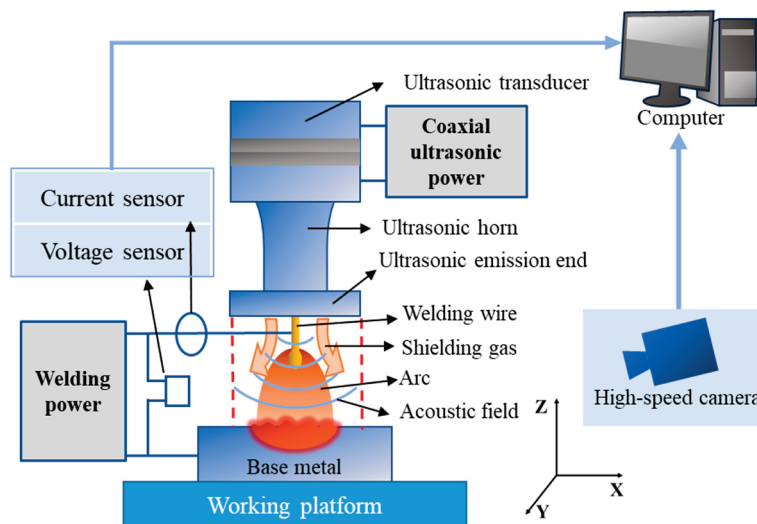 Ultrasonic transducer
Computer
Coaxial
ultrasonic
power
Current sensor
Voltage sensor
Ultrasonic horn
Ultrasonic emission end
Welding wire
Shielding gas
Arc
Acoustic field
Welding
power
High-speed camera
Base metal
Working platform
Z
X
Y